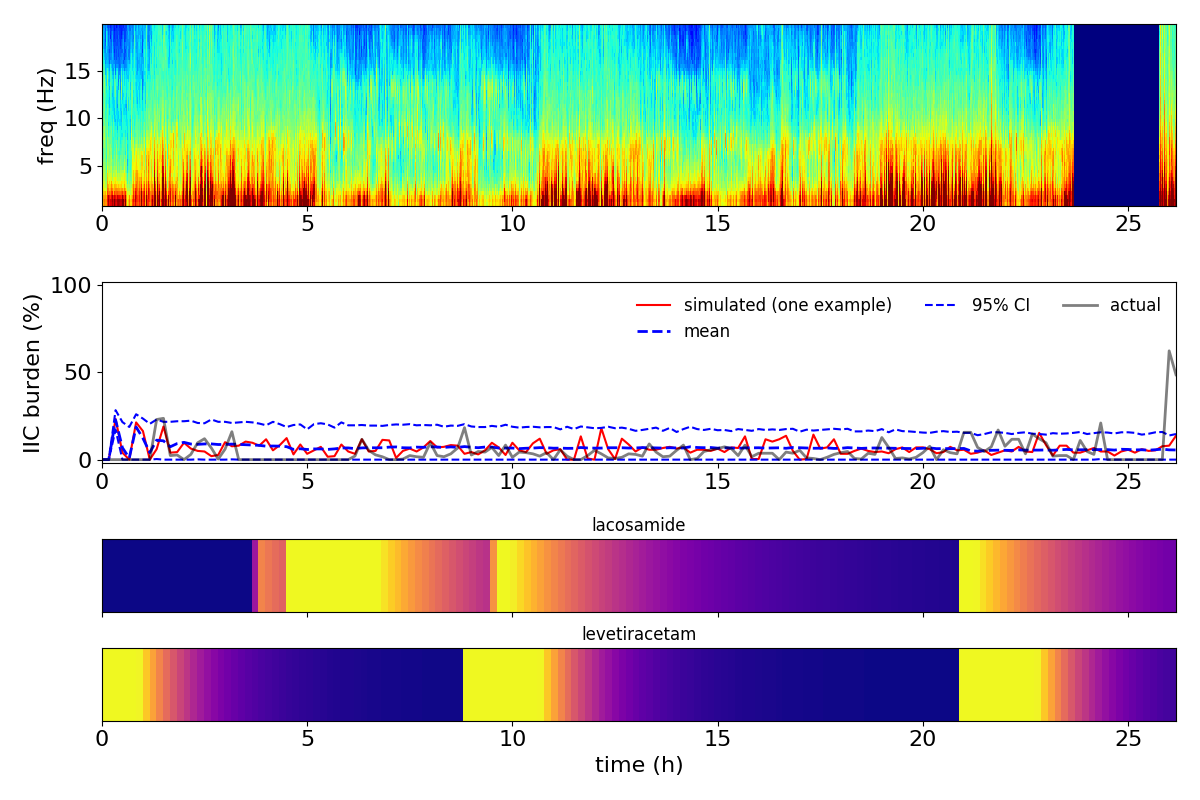 freq (Hz)
15
10
5
0 5 10 15 20 25
IIC burden (%)
100
50
0
simulated (one example) 95% CI actual
mean
0 5 10 15 20 25
lacosamide
levetiracetam
0 5 10 15 20 25
time (h)